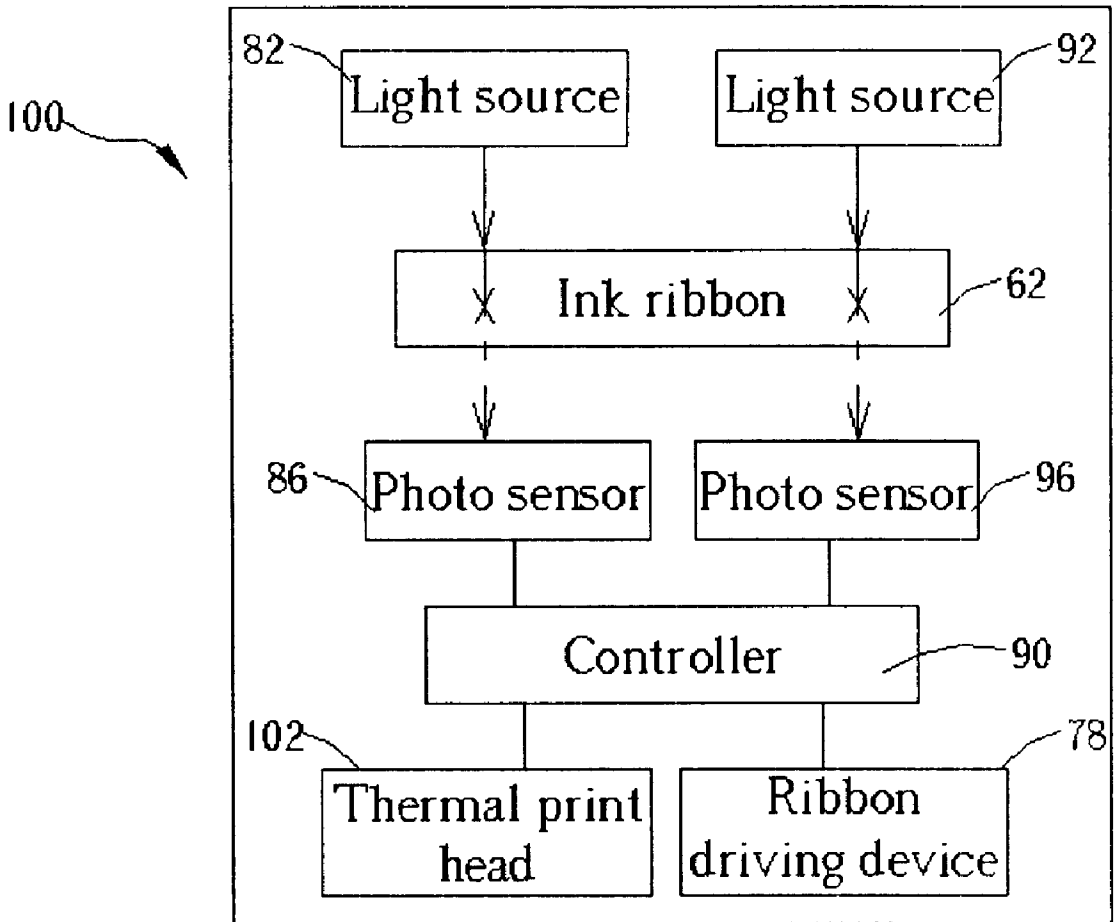 82
92
100
Light source
Light source
Ink ribbon
62
86
Photo sensor
Photo sensor
96
Controller
90
102
78
Thermal print
head
Ribbon
driving device